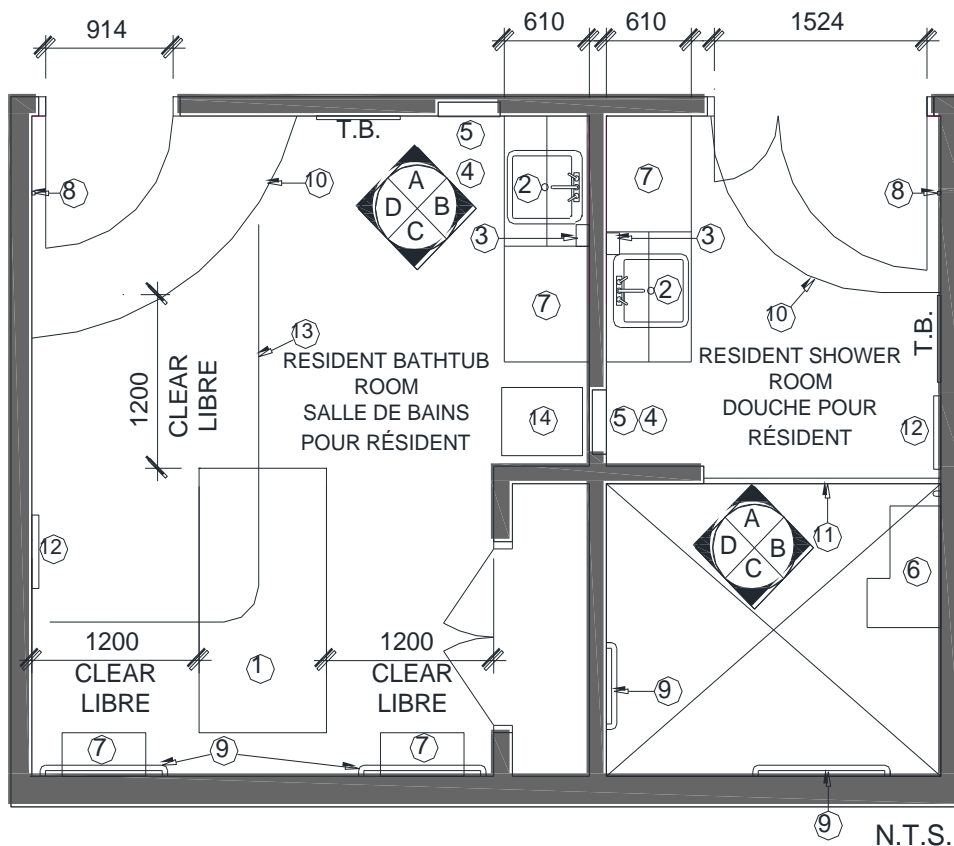 914
610
610
1524
T.B.
5
4
A
B
C
D
2
3
7
8
10
7
3
2
8
10
13
1200
CLEAR
LIBRE
RESIDENT BATHTUB
ROOM
SALLE DE BAINS
POUR RÉSIDENT
7
14
RESIDENT SHOWER
ROOM
DOUCHE POUR
RÉSIDENT
T.B.
5
4
12
12
11
A
B
C
D
6
1200
CLEAR
LIBRE
1
1200
CLEAR
LIBRE
7
9
7
9
9
N.T.S.